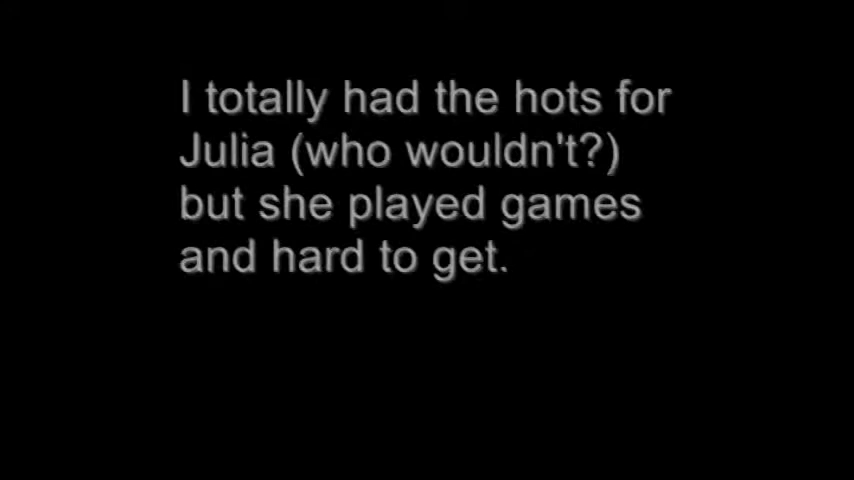 I totally had the hots for
Julia (who wouldn't?)
but she played games
and hard to get.